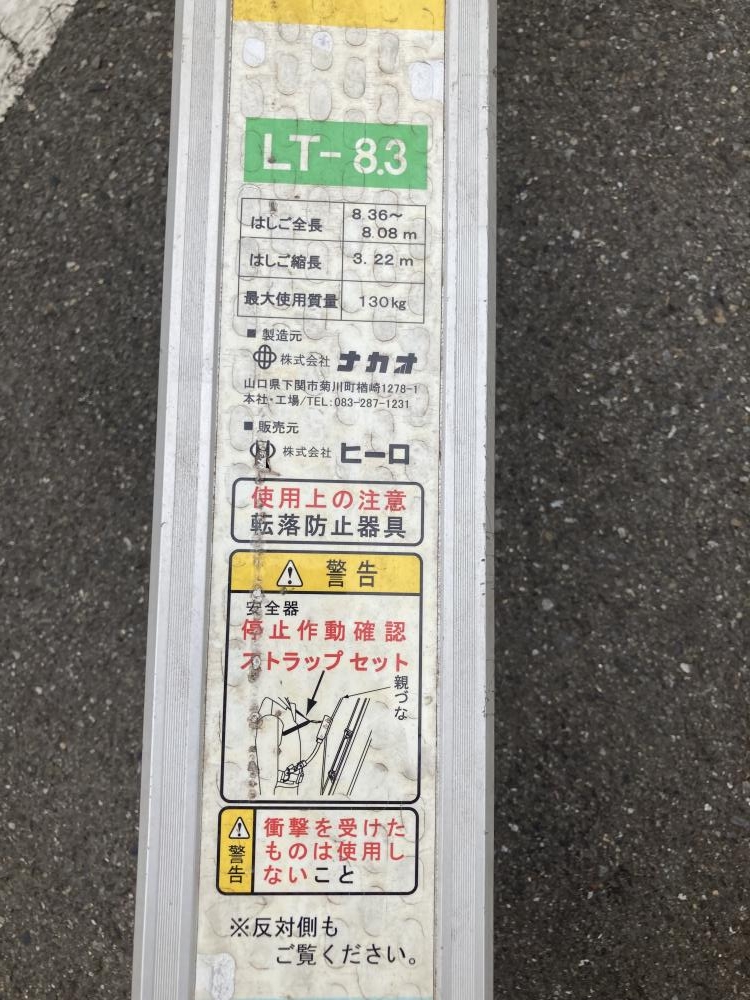 LT-8.3
はしご全長 8.36～
8.08 m
はしご縮長 3.22 m
最大使用質量 130kg
■ 製造元
株式会社 ナカオ
山口県下関市菊川町楢崎1278-1
本社・工場/TEL:083-287-1231
■ 販売元
株式会社 ヒーロ
使用上の注意
転落防止器具
警告
安全器
停止作動確認
ストラップセット
親づな
警告
衝撃を受けた
ものは使用し
ないこと
※反対側も
ご覧ください。